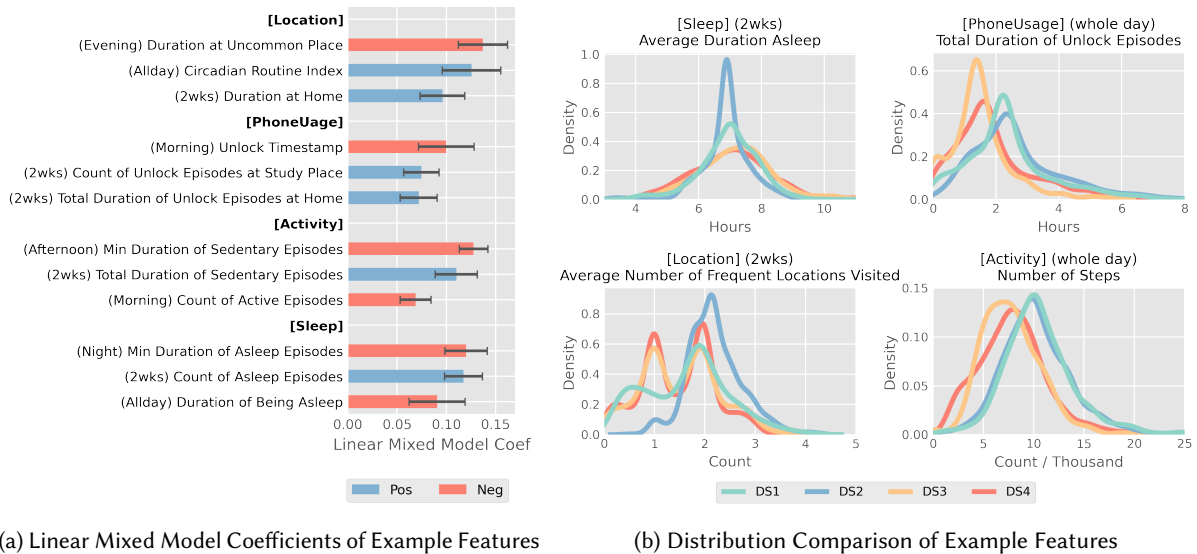 [Location]
(Evening) Duration at Uncommon Place
(Allday) Circadian Routine Index
(2wks) Duration at Home
[PhoneUage]
(Morning) Unlock Timestamp
(2wks) Count of Unlock Episodes at Study Place
(2wks) Total Duration of Unlock Episodes at Home
[Activity]
(Afternoon) Min Duration of Sedentary Episodes
(2wks) Total Duration of Sedentary Episodes
(Morning) Count of Active Episodes
[Sleep]
(Night) Min Duration of Asleep Episodes
(2wks) Count of Asleep Episodes
(Allday) Duration of Being Asleep
0.00 0.05 0.10 0.15
Linear Mixed Model Coef
Pos Neg
(a) Linear Mixed Model Coefficients of Example Features
[Sleep] (2wks)
Average Duration Asleep
1.0
0.8
0.6
0.4
0.2
0.0
Density
4 6 8 10
Hours
[PhoneUsage] (whole day)
Total Duration of Unlock Episodes
0.6
0.4
0.2
0.0
Density
0 2 4 6 8
Hours
[Location] (2wks)
Average Number of Frequent Locations Visited
0.8
0.6
0.4
0.2
0.0
Density
0 1 2 3 4 5
Count
[Activity] (whole day)
Number of Steps
0.15
0.10
0.05
0.00
Density
0 5 10 15 20 25
Count / Thousand
DS1 DS2 DS3 DS4
(b) Distribution Comparison of Example Features